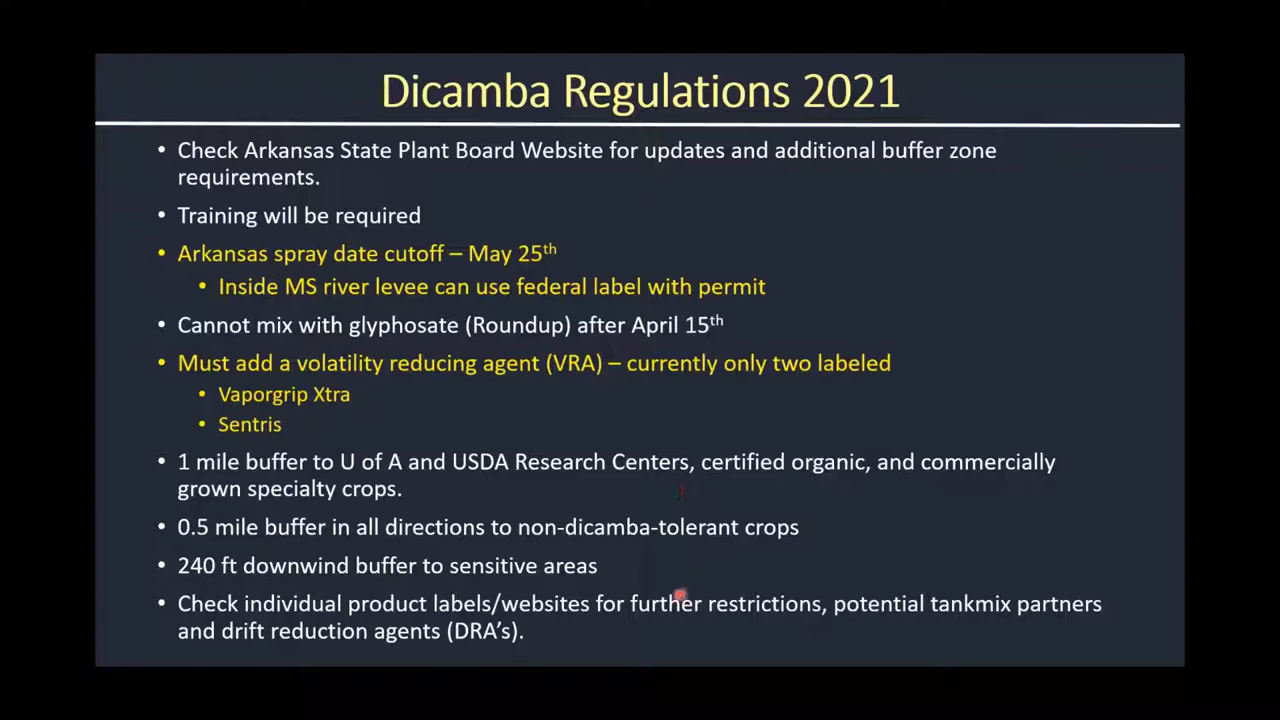 Dicamba Regulations 2021
• Check Arkansas State Plant Board Website for updates and additional buffer zone
requirements.
• Training will be required
• Arkansas spray date cutoff – May 25th
• Inside MS river levee can use federal label with permit
• Cannot mix with glyphosate (Roundup) after April 15th
• Must add a volatility reducing agent (VRA) – currently only two labeled
• Vaporgrip Xtra
• Sentris
• 1 mile buffer to U of A and USDA Research Centers, certified organic, and commercially
grown specialty crops.
• 0.5 mile buffer in all directions to non-dicamba-tolerant crops
• 240 ft downwind buffer to sensitive areas
• Check individual product labels/websites for further restrictions, potential tankmix partners
and drift reduction agents (DRA's).